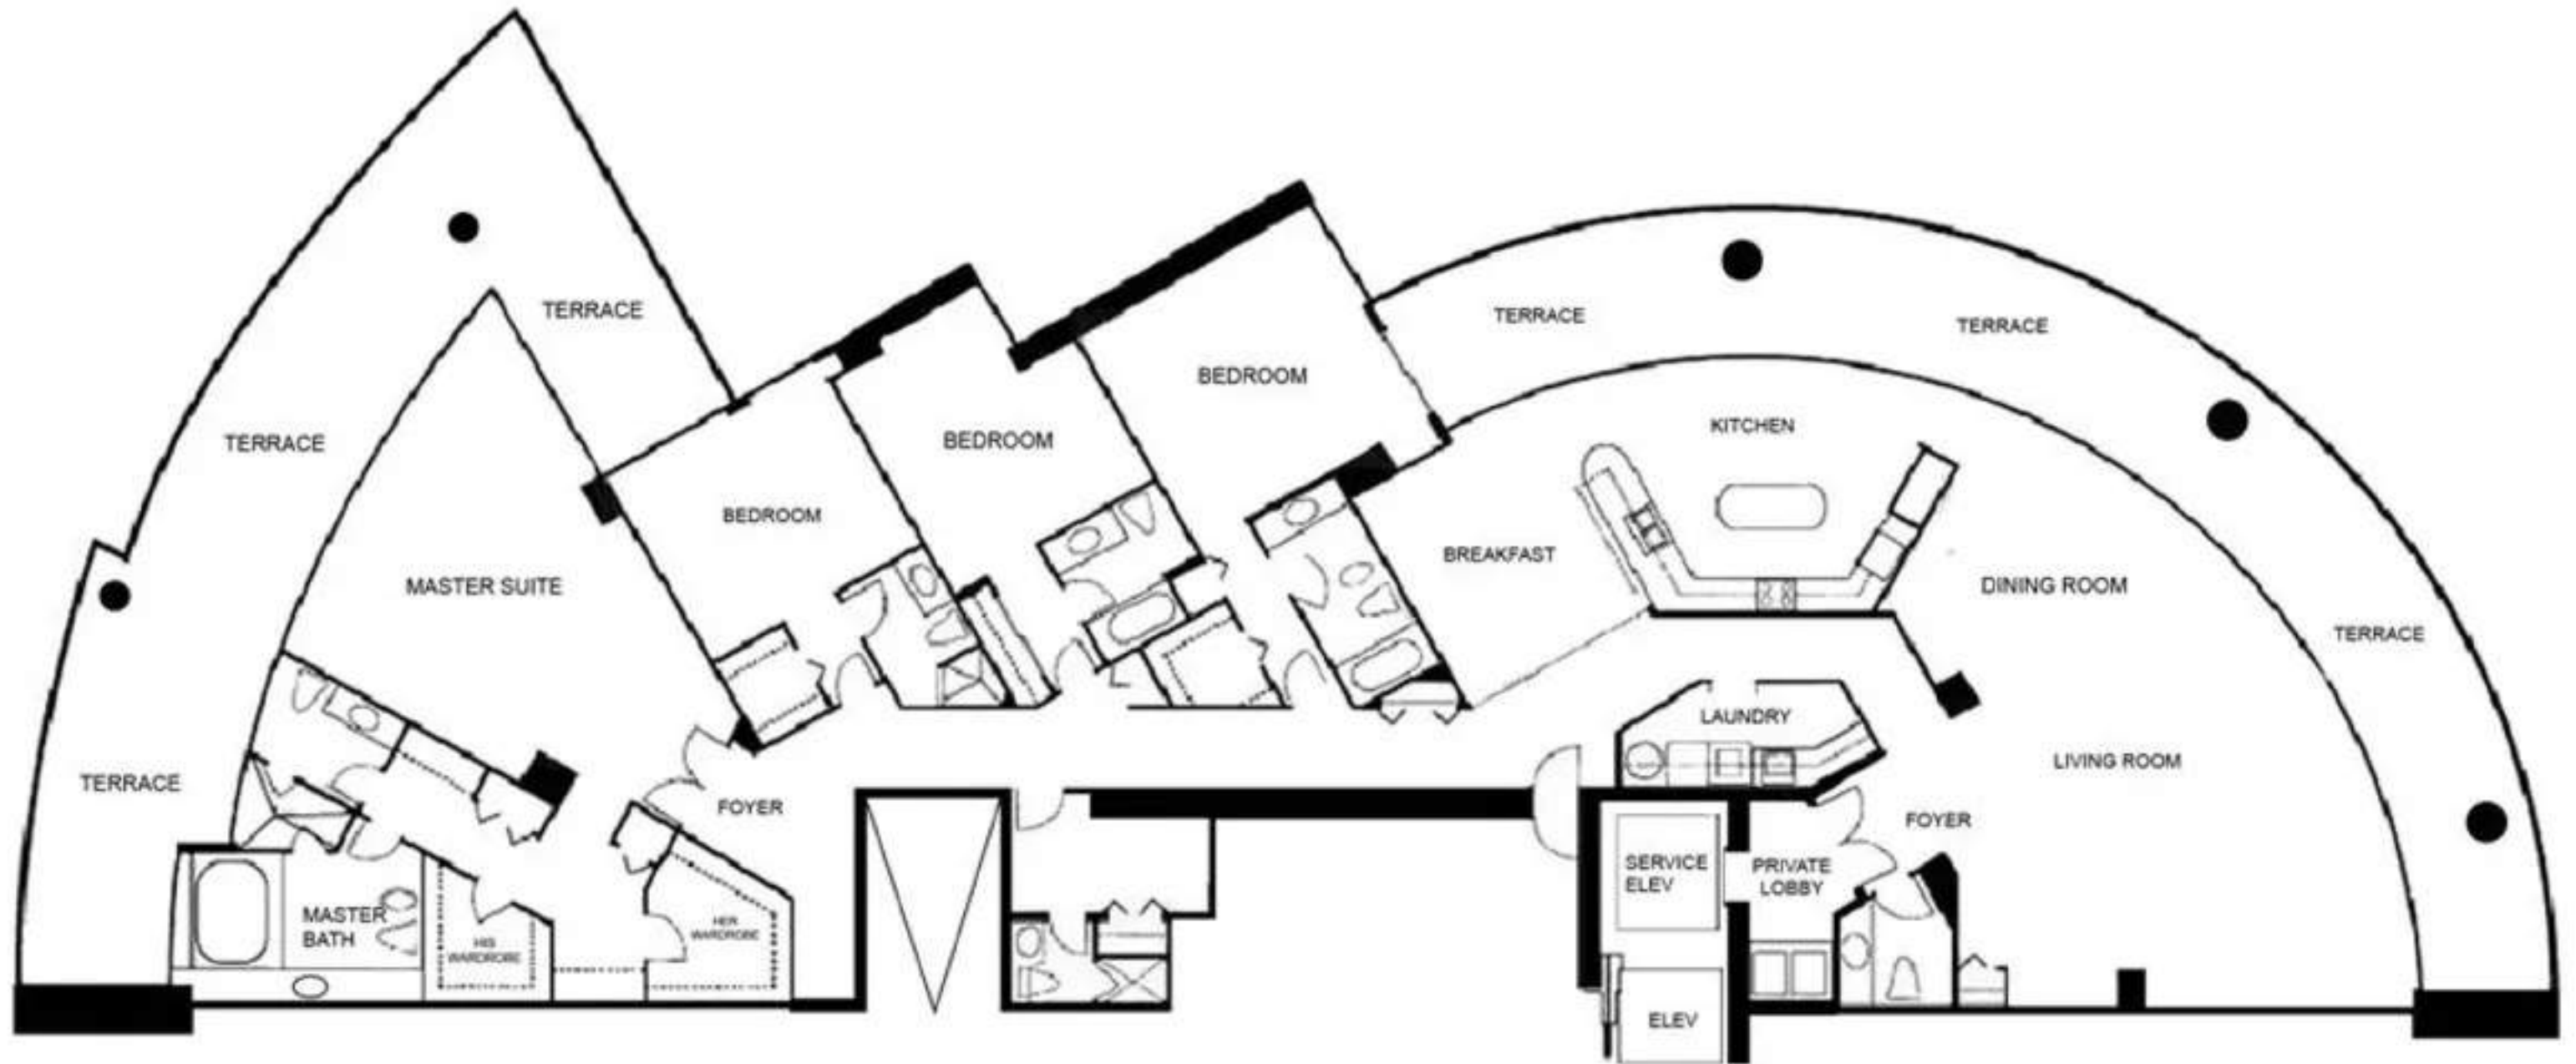 TERRACE
TERRACE
TERRACE
MASTER SUITE
MASTER
BATH
HIS
WARDROBE
HER
WARDROBE
FOYER
BEDROOM
BEDROOM
BEDROOM
TERRACE
TERRACE
TERRACE
KITCHEN
BREAKFAST
DINING ROOM
LAUNDRY
LIVING ROOM
FOYER
SERVICE
ELEV
PRIVATE
LOBBY
ELEV